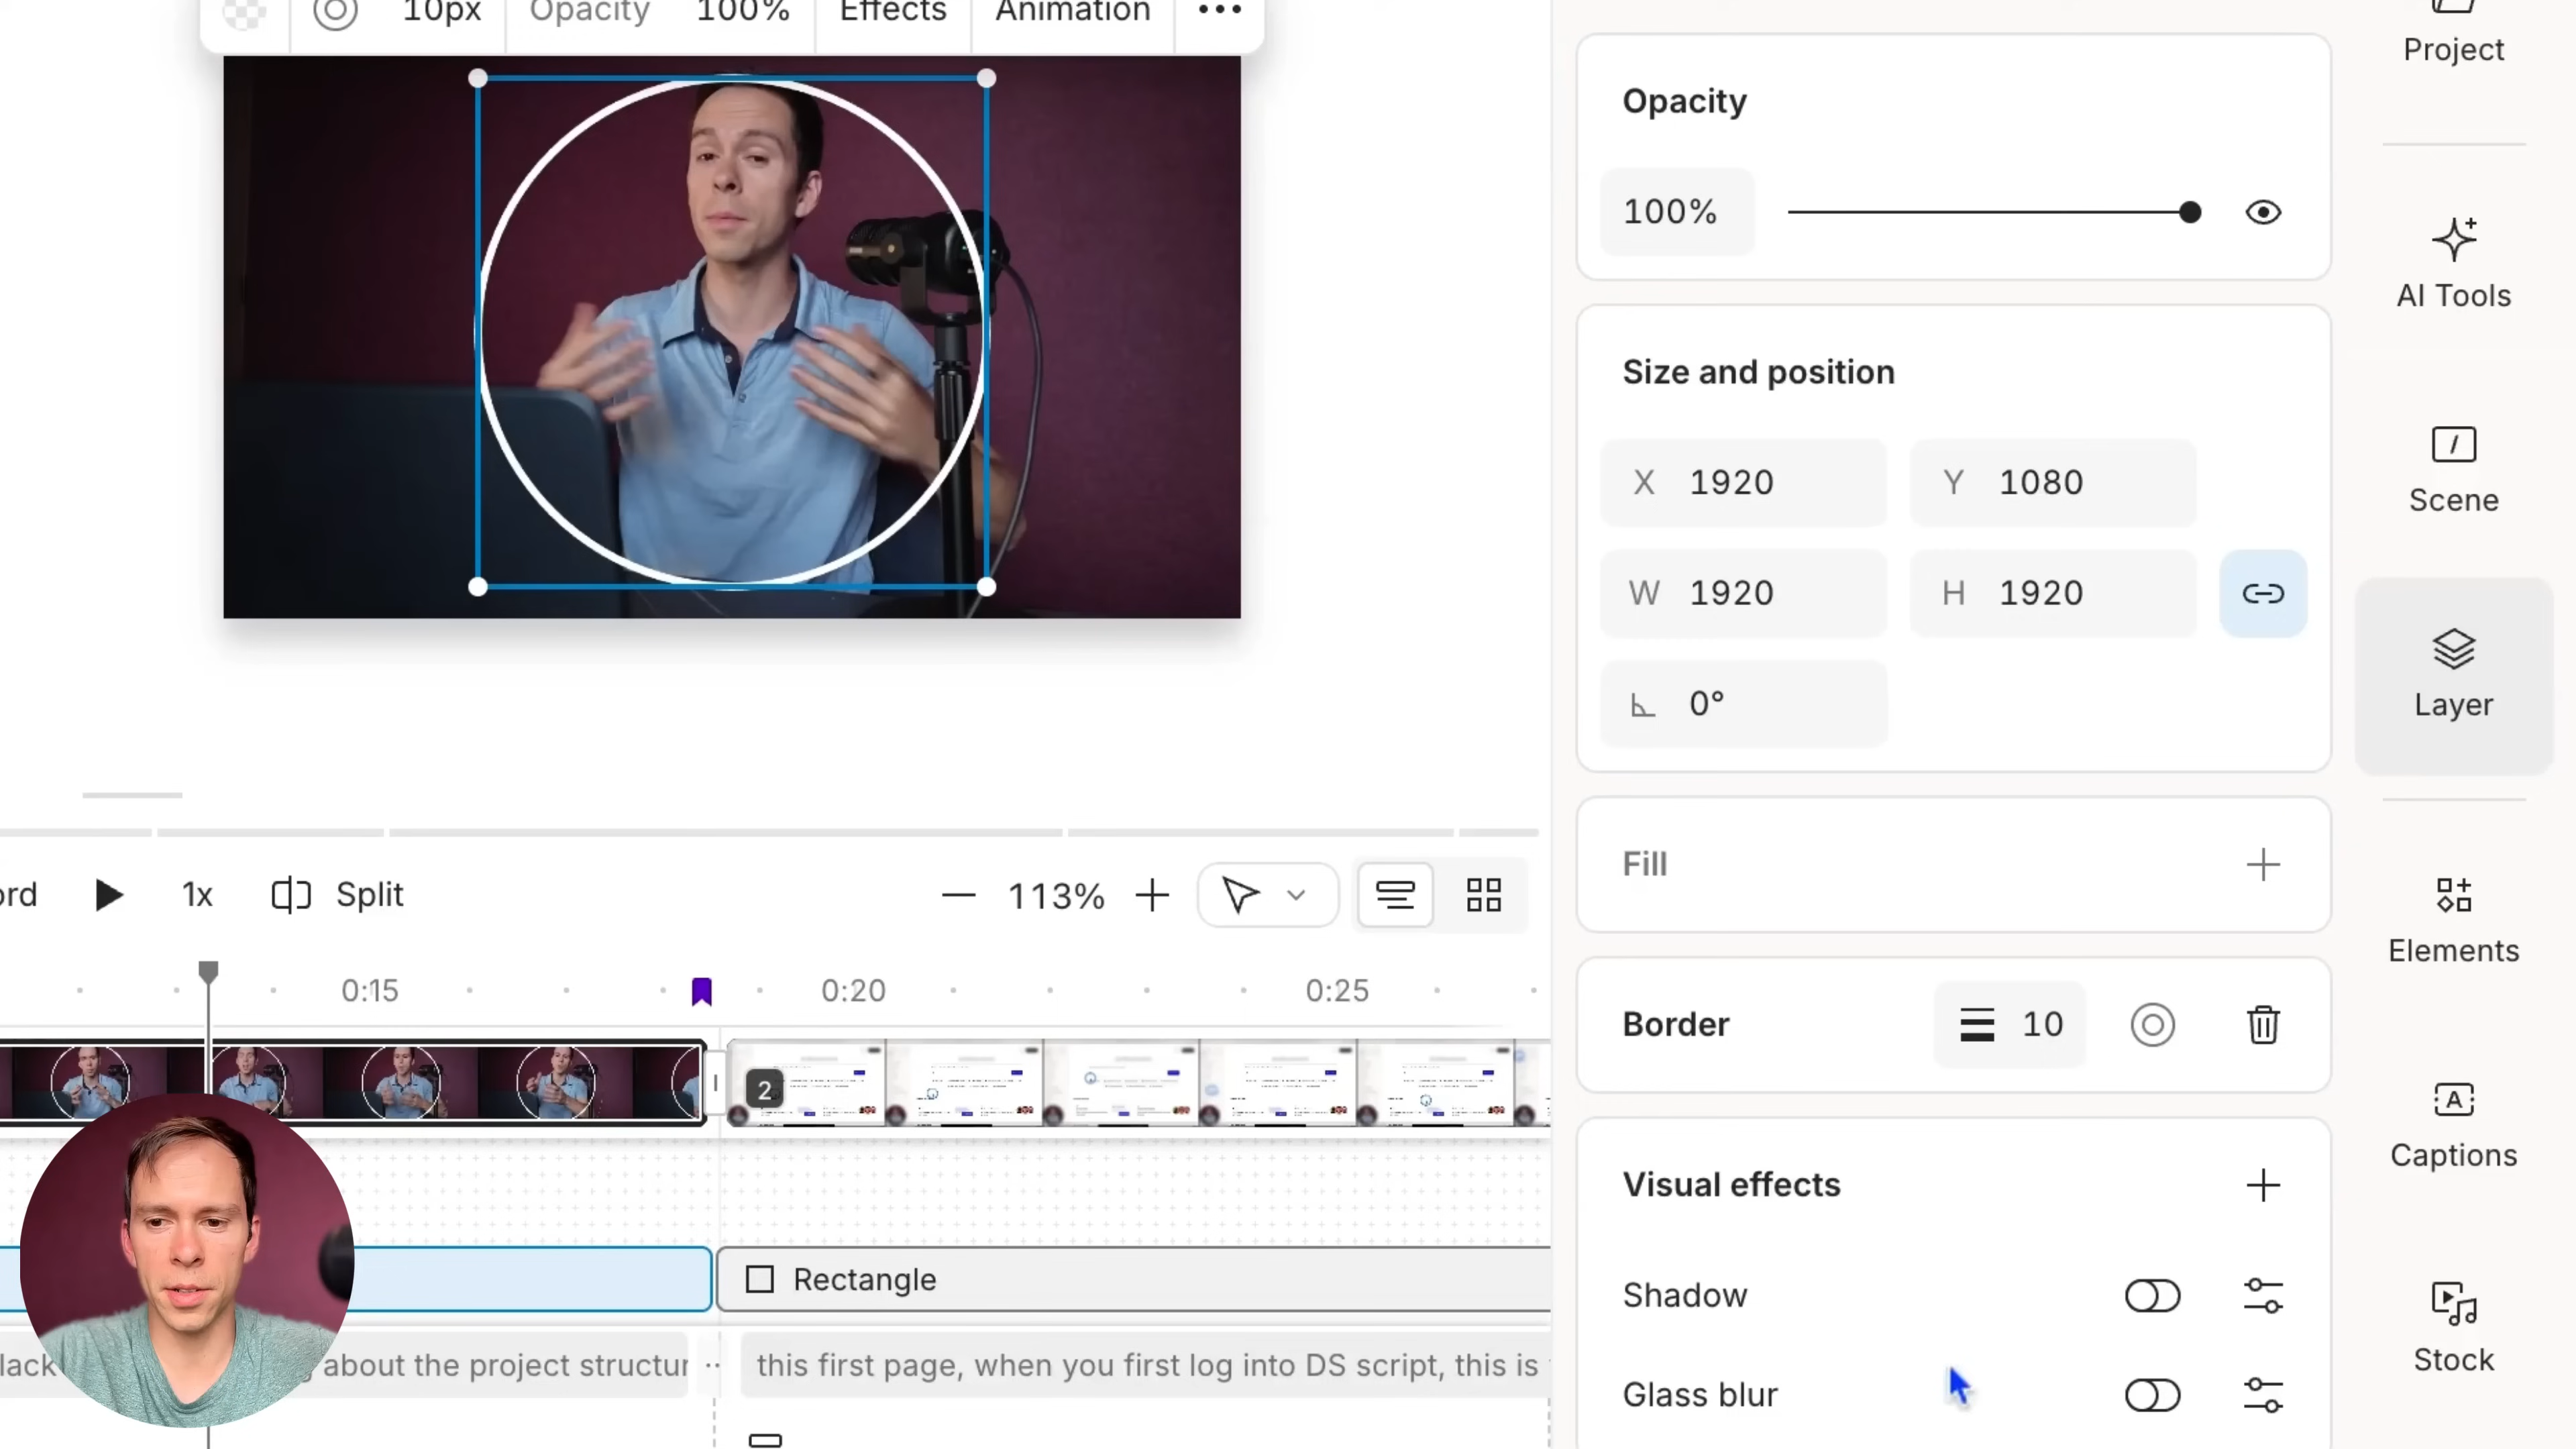 10px Opacity 100% Effects Animation
Project
Opacity
100%
AI Tools
Size and position
X 1920 Y 1080
Scene
W 1920 H 1920
0°
Layer
Fill
ord 1x Split 113%
Elements
0:15 0:20 0:25
Border 10
2
Captions
Visual effects
Rectangle
Shadow
lack about the project structur this first page, when you first log into DS script, this is
Stock
Glass blur